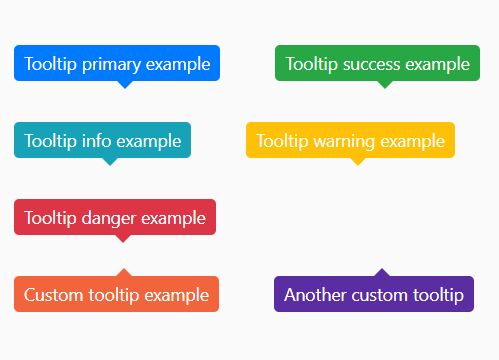 Tooltip primary example
Tooltip success example
Tooltip info example
Tooltip warning example
Tooltip danger example
Custom tooltip example
Another custom tooltip